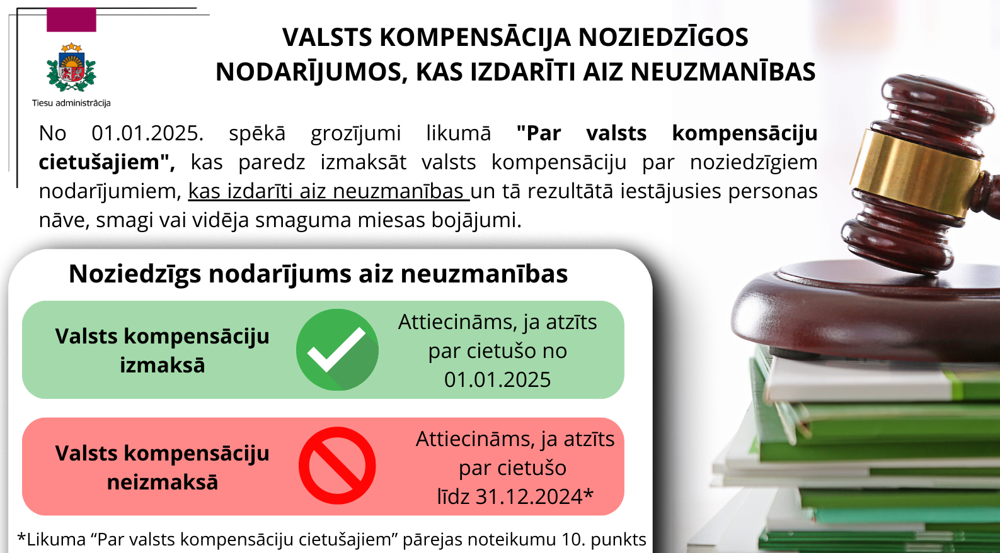 Tiesu administrācija
VALSTS KOMPENSĀCIJA NOZIEDZĪGOS
NODARĪJUMOS, KAS IZDARĪTI AIZ NEUZMANĪBAS
No 01.01.2025. spēkā grozījumi likumā "Par valsts kompensāciju
cietušajiem", kas paredz izmaksāt valsts kompensāciju par noziedzīgiem
nodarījumiem, kas izdarīti aiz neuzmanības un tā rezultātā iestājusies personas
nāve, smagi vai vidēja smaguma miesas bojājumi.
Noziedzīgs nodarījums aiz neuzmanības
Valsts kompensāciju
izmaksā
Attiecināms, ja atzīts
par cietušo no
01.01.2025
Valsts kompensāciju
neizmaksā
Attiecināms, ja atzīts
par cietušo
līdz 31.12.2024*
*Likuma “Par valsts kompensāciju cietušajiem” pārejas noteikumu 10. punkts